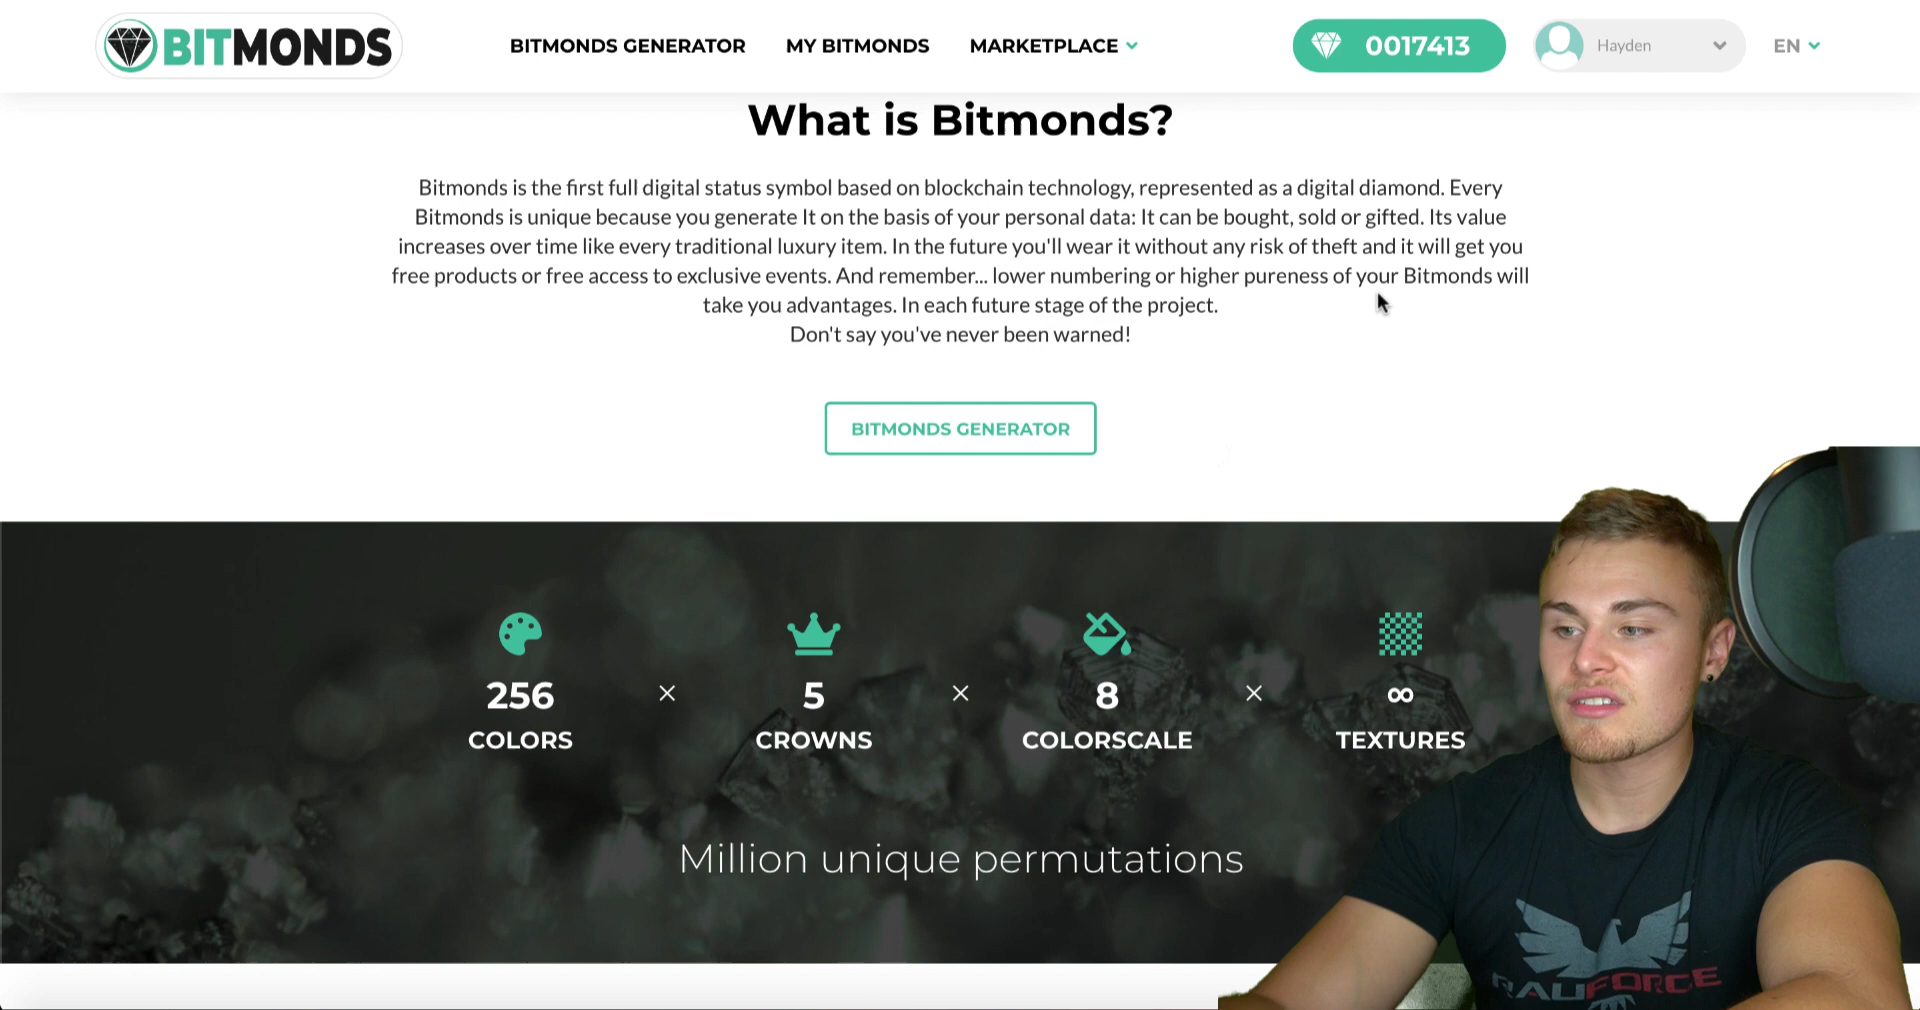 BITMONDS
BITMONDS GENERATOR MY BITMONDS MARKETPLACE 0017413 Hayden EN
What is Bitmonds?
Bitmonds is the first full digital status symbol based on blockchain technology, represented as a digital diamond. Every
Bitmonds is unique because you generate It on the basis of your personal data: It can be bought, sold or gifted. Its value
increases over time like every traditional luxury item. In the future you'll wear it without any risk of theft and it will get you
free products or free access to exclusive events. And remember... lower numbering or higher pureness of your Bitmonds will
take you advantages. In each future stage of the project.
Don't say you've never been warned!
BITMONDS GENERATOR
256 × 5 × 8 × ∞
COLORS CROWNS COLORSCALE TEXTURES
Million unique permutations
RAUFORCE